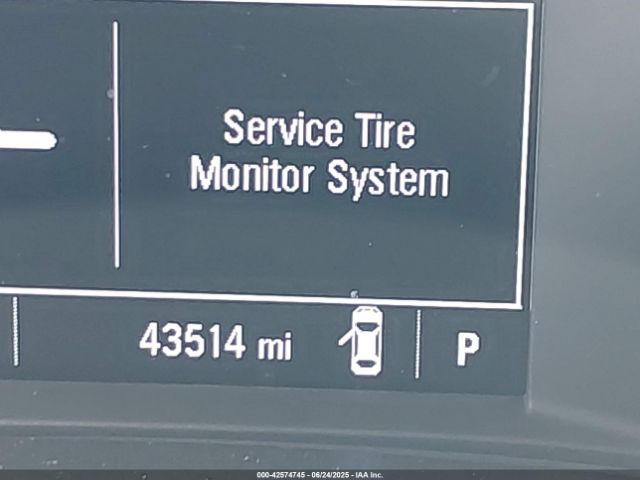 Service Tire
Monitor System
43514 mi
P
000-42574745 - 06/24/2025 - IAA Inc.